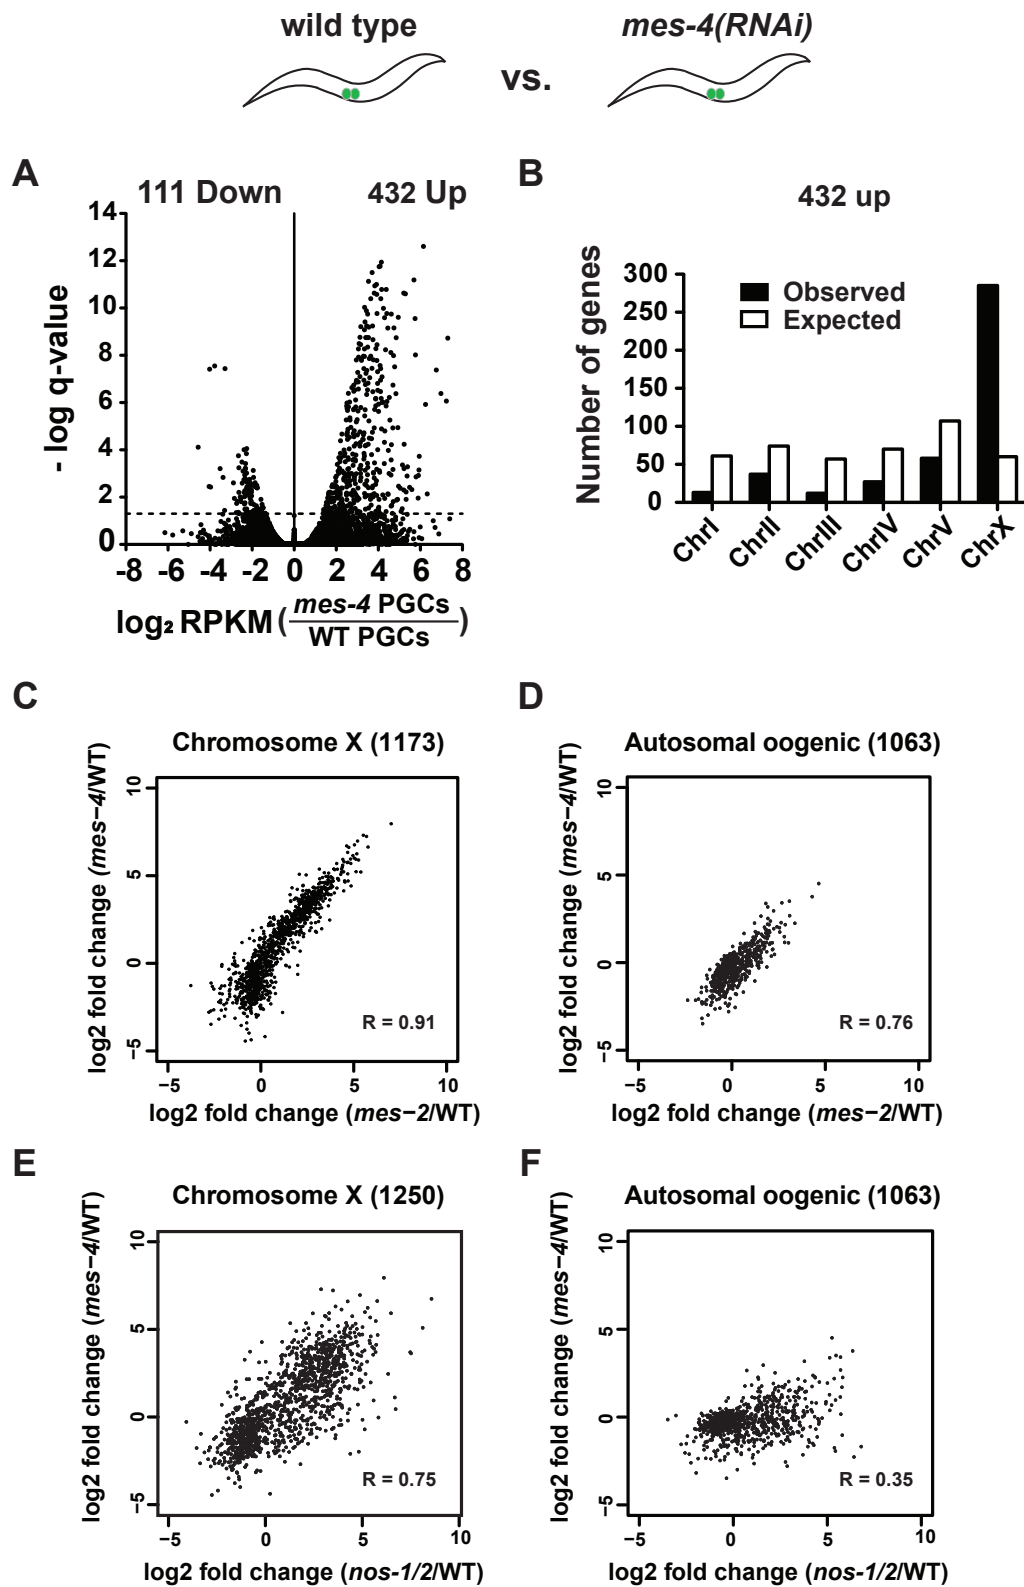 wild type
mes-4(RNAi)
vs.
A
111 Down
432 Up
14
12
10
8
6
4
2
0
- log q-value
-8 -6 -4 -2 0 2 4 6 8
log₂ RPKM (mes-4 PGCs
WT PGCs)
B
432 up
300
250
200
150
100
50
0
Number of genes
Observed
Expected
ChrI ChrII ChrIII ChrIV ChrV ChrX
C
Chromosome X (1173)
10
5
0
−5
log2 fold change (mes−4/WT)
R = 0.91
−5 0 5 10
log2 fold change (mes−2/WT)
D
Autosomal oogenic (1063)
10
5
0
−5
log2 fold change (mes−4/WT)
R = 0.76
−5 0 5 10
log2 fold change (mes−2/WT)
E
Chromosome X (1250)
10
5
0
−5
log2 fold change (mes−4/WT)
R = 0.75
−5 0 5 10
log2 fold change (nos-1/2/WT)
F
Autosomal oogenic (1063)
10
5
0
−5
log2 fold change (mes−4/WT)
R = 0.35
−5 0 5 10
log2 fold change (nos-1/2/WT)